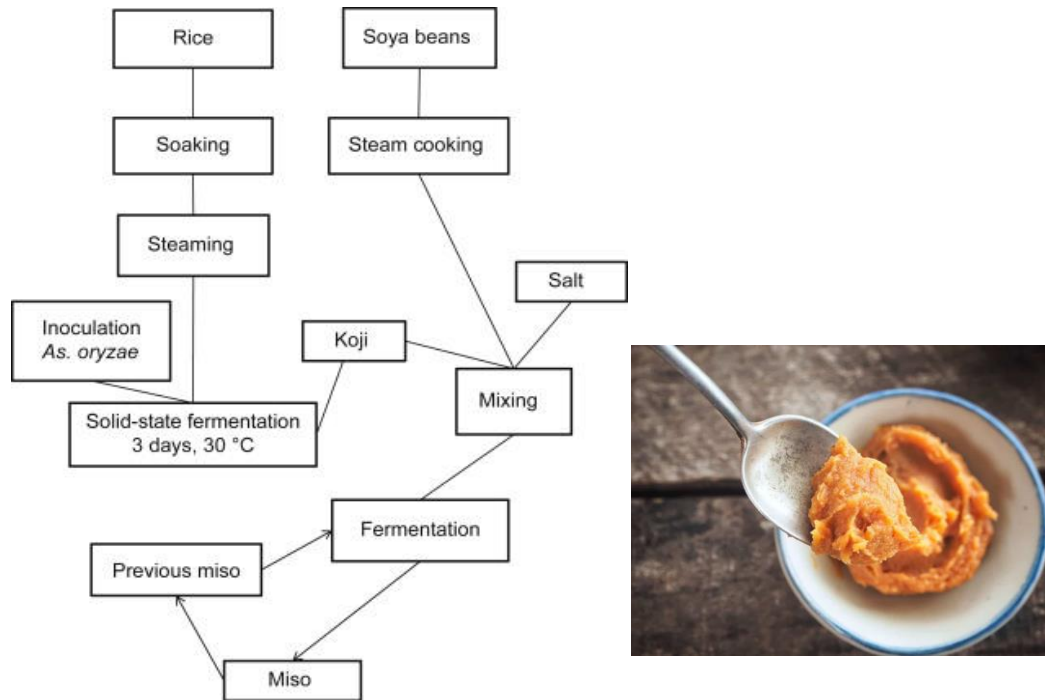 Rice
Soya beans
Soaking
Steam cooking
Steaming
Salt
Inoculation
As. oryzae
Koji
Mixing
Solid-state fermentation
3 days, 30 °C
Fermentation
Previous miso
Miso